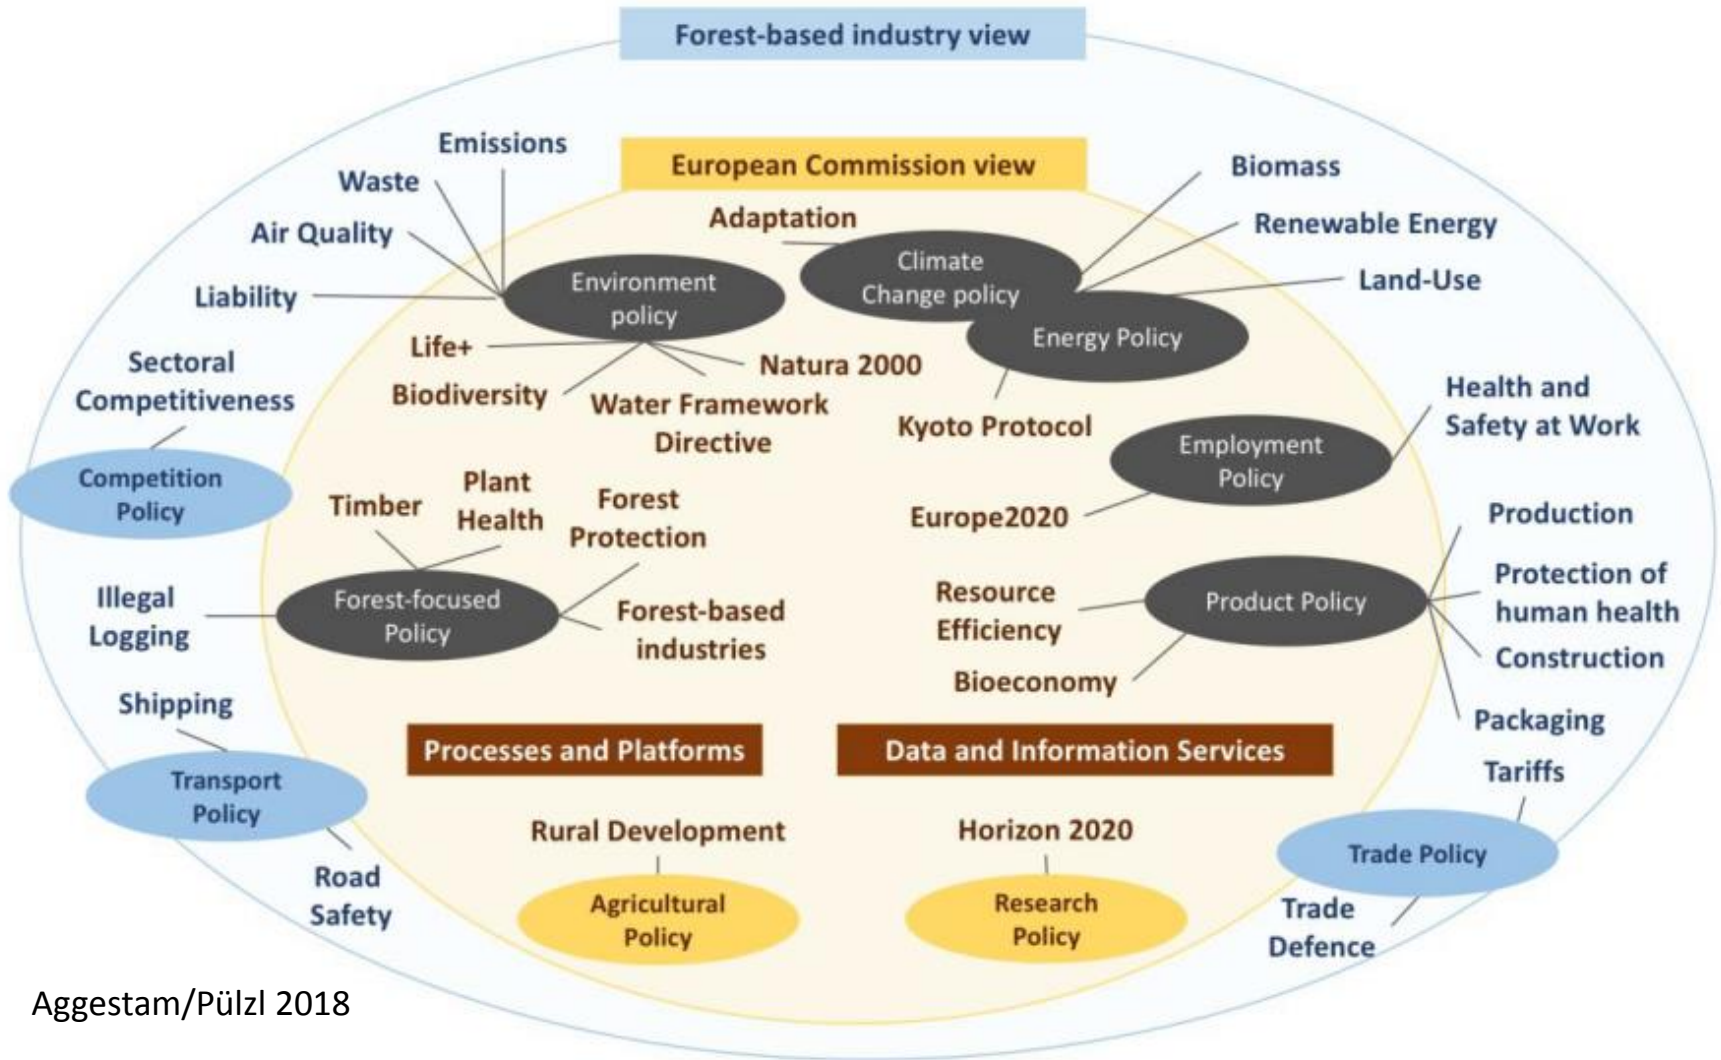 Forest-based industry view
Emissions
European Commission view
Waste
Biomass
Adaptation
Air Quality
Renewable Energy
Climate
Change policy
Environment
policy
Land-Use
Liability
Energy Policy
Life+
Natura 2000
Sectoral
Competitiveness
Biodiversity
Water Framework
Directive
Kyoto Protocol
Health and
Safety at Work
Employment
Policy
Competition
Policy
Timber
Plant
Health
Forest
Protection
Europe2020
Production
Illegal
Logging
Forest-focused
Policy
Forest-based
industries
Resource
Efficiency
Product Policy
Protection of
human health
Construction
Bioeconomy
Shipping
Packaging
Processes and Platforms
Data and Information Services
Tariffs
Transport
Policy
Rural Development
Horizon 2020
Trade Policy
Road
Safety
Agricultural
Policy
Research
Policy
Trade
Defence
Aggestam/Pülzl 2018